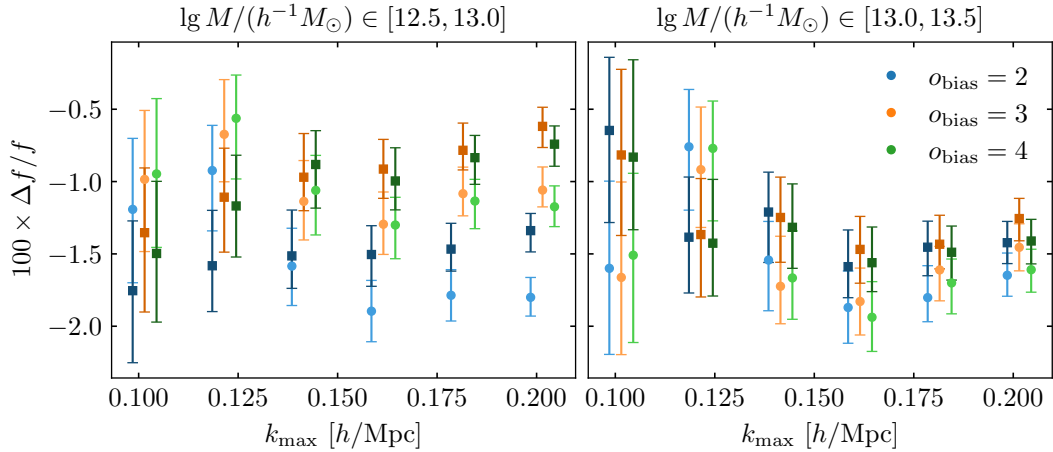 lg M/(h⁻¹M⊙) ∈ [12.5, 13.0]
lg M/(h⁻¹M⊙) ∈ [13.0, 13.5]
100 × Δf/f
−0.5
−1.0
−1.5
−2.0
o_bias = 2
o_bias = 3
o_bias = 4
0.100 0.125 0.150 0.175 0.200
0.100 0.125 0.150 0.175 0.200
k_max [h/Mpc]
k_max [h/Mpc]